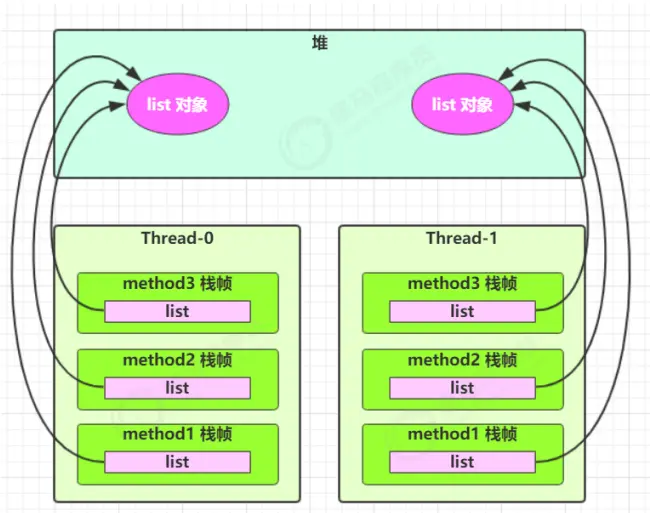 堆
list 对象
list 对象
Thread-0
Thread-1
method3 栈帧
list
method3 栈帧
list
method2 栈帧
list
method2 栈帧
list
method1 栈帧
list
method1 栈帧
list